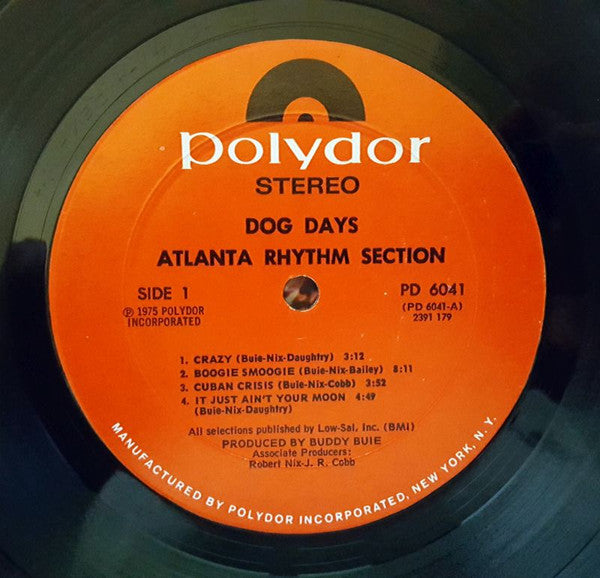 polydor
STEREO
DOG DAYS
ATLANTA RHYTHM SECTION
SIDE 1
℗ 1975 POLYDOR
INCORPORATED
PD 6041
(PD 6041-A)
2391 179
1. CRAZY (Buie-Nix-Daughtry) 3:12
2. BOOGIE SMOOGIE (Buie-Nix-Bailey) 8:11
3. CUBAN CRISIS (Buie-Nix-Cobb) 3:52
4. IT JUST AIN'T YOUR MOON 4:49
(Buie-Nix-Daughtry)
All selections published by Low-Sal, Inc. (BMI)
PRODUCED BY BUDDY BUIE
Associate Producers:
Robert Nix-J. R. Cobb
MANUFACTURED BY POLYDOR INCORPORATED, NEW YORK, N. Y.